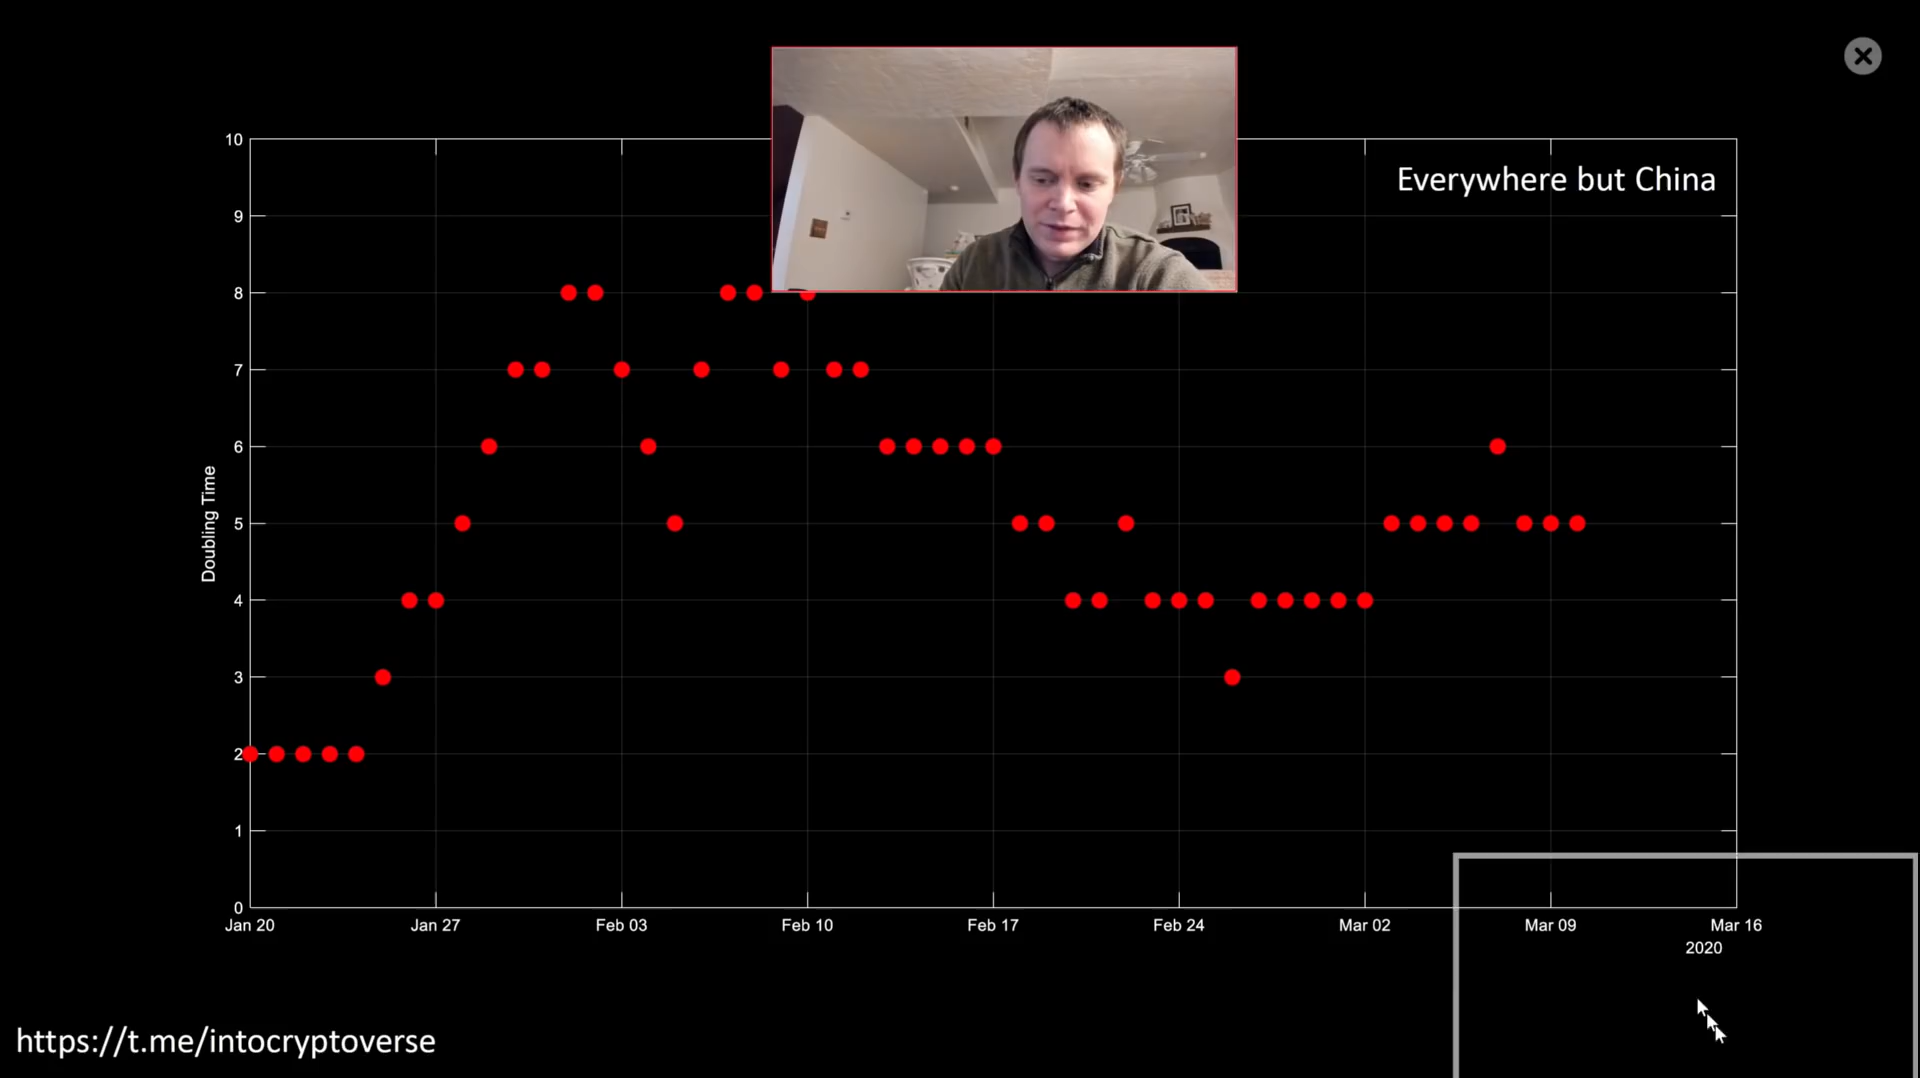 Everywhere but China
10
9
8
7
6
5
4
3
2
1
0
Doubling Time
Jan 20
Jan 27
Feb 03
Feb 10
Feb 17
Feb 24
Mar 02
Mar 09
Mar 16
2020
https://t.me/intocryptoverse